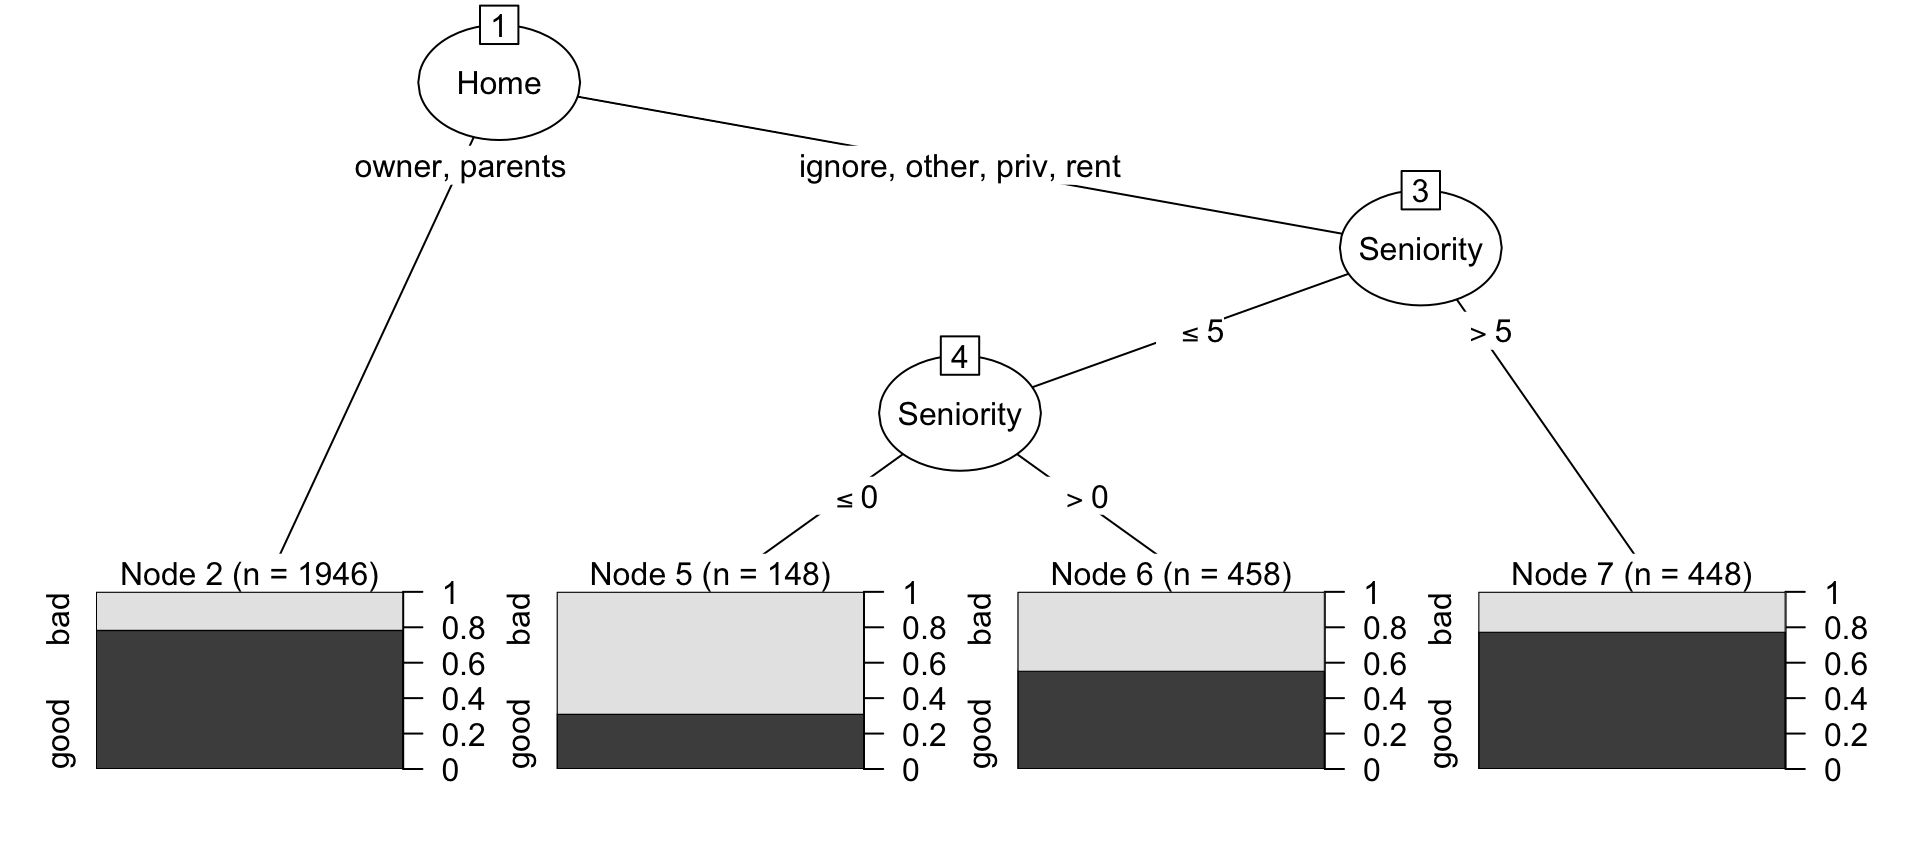 1
Home
owner, parents
ignore, other, priv, rent
3
Seniority
≤ 5
> 5
4
Seniority
≤ 0
> 0
Node 2 (n = 1946)
bad
good
1
0.8
0.6
0.4
0.2
0
Node 5 (n = 148)
bad
good
1
0.8
0.6
0.4
0.2
0
Node 6 (n = 458)
bad
good
1
0.8
0.6
0.4
0.2
0
Node 7 (n = 448)
bad
good
1
0.8
0.6
0.4
0.2
0